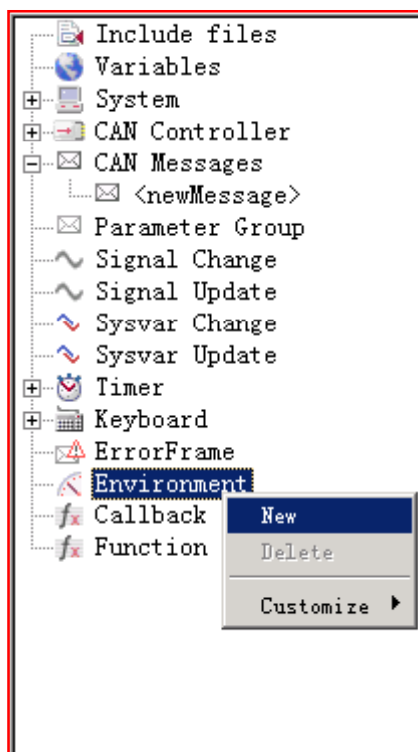 Include files
Variables
System
CAN Controller
CAN Messages
<newMessage>
Parameter Group
Signal Change
Signal Update
Sysvar Change
Sysvar Update
Timer
Keyboard
ErrorFrame
Environment
Callback
Function
New
Delete
Customize